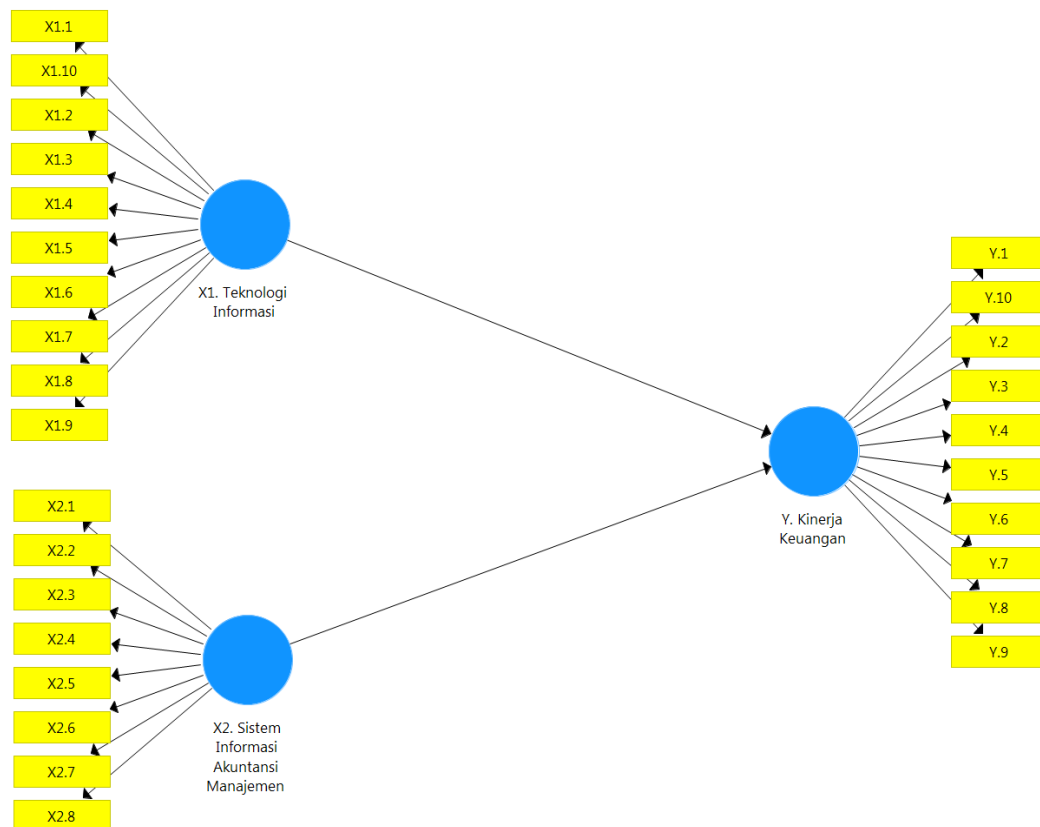 X1.1
X1.10
X1.2
X1.3
X1.4
X1.5
X1.6
X1.7
X1.8
X1.9
X1. Teknologi
Informasi
X2.1
X2.2
X2.3
X2.4
X2.5
X2.6
X2.7
X2.8
X2. Sistem
Informasi
Akuntansi
Manajemen
Y. Kinerja
Keuangan
Y.1
Y.10
Y.2
Y.3
Y.4
Y.5
Y.6
Y.7
Y.8
Y.9